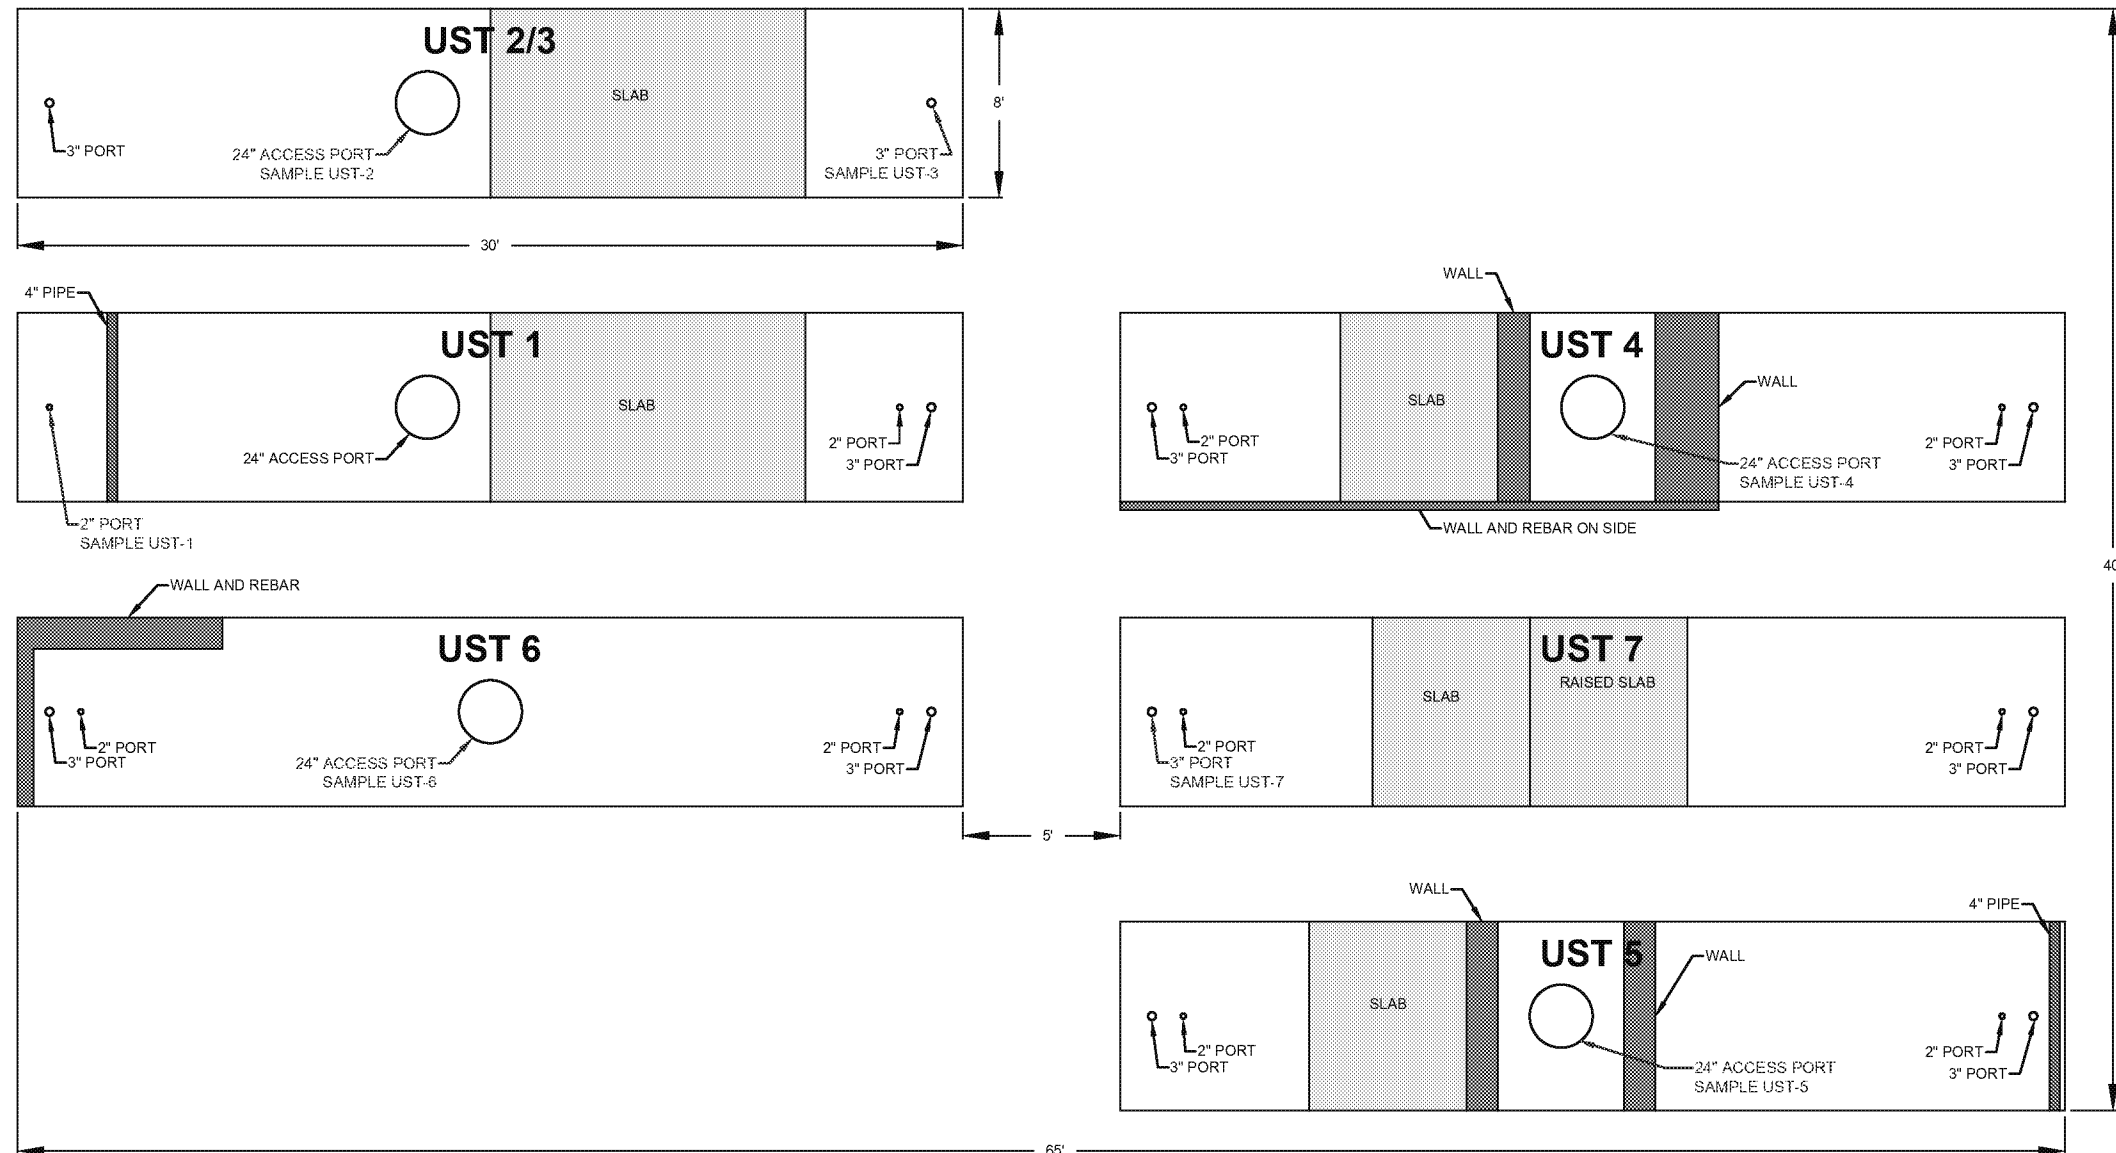 UST 2/3
SLAB
8'
3" PORT
24" ACCESS PORT
SAMPLE UST-2
3" PORT
SAMPLE UST-3
30'
4" PIPE
UST 1
SLAB
24" ACCESS PORT
2" PORT
3" PORT
2" PORT
SAMPLE UST-1
WALL
UST 4
WALL
SLAB
2" PORT
3" PORT
24" ACCESS PORT
SAMPLE UST-4
2" PORT
3" PORT
WALL AND REBAR ON SIDE
40
WALL AND REBAR
UST 6
2" PORT
3" PORT
24" ACCESS PORT
SAMPLE UST-6
2" PORT
3" PORT
UST 7
RAISED SLAB
SLAB
2" PORT
3" PORT
SAMPLE UST-7
2" PORT
3" PORT
5'
WALL
4" PIPE
UST 5
WALL
SLAB
2" PORT
3" PORT
24" ACCESS PORT
SAMPLE UST-5
2" PORT
3" PORT
65'